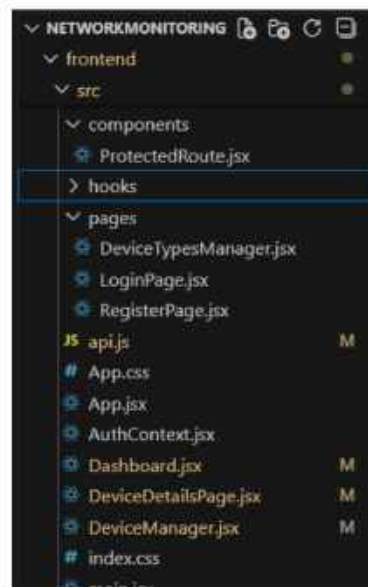 NETWORKMONITORING
frontend
src
components
ProtectedRoute.jsx
hooks
pages
DeviceTypesManager.jsx
LoginPage.jsx
RegisterPage.jsx
JS api.js M
# App.css
App.jsx
AuthContext.jsx
Dashboard.jsx M
DeviceDetailsPage.jsx M
DeviceManager.jsx M
# index.css